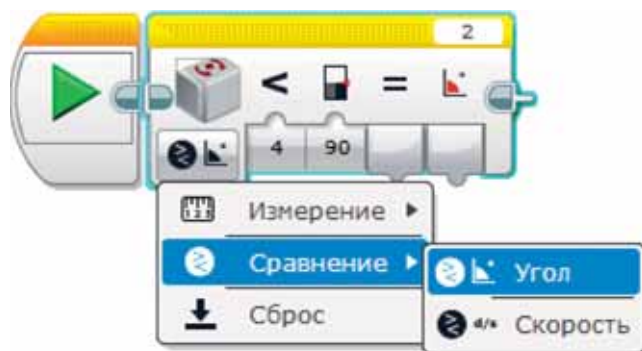 2
< =
4 90
Измерение
Сравнение
Угол
Сброс
d/s Скорость